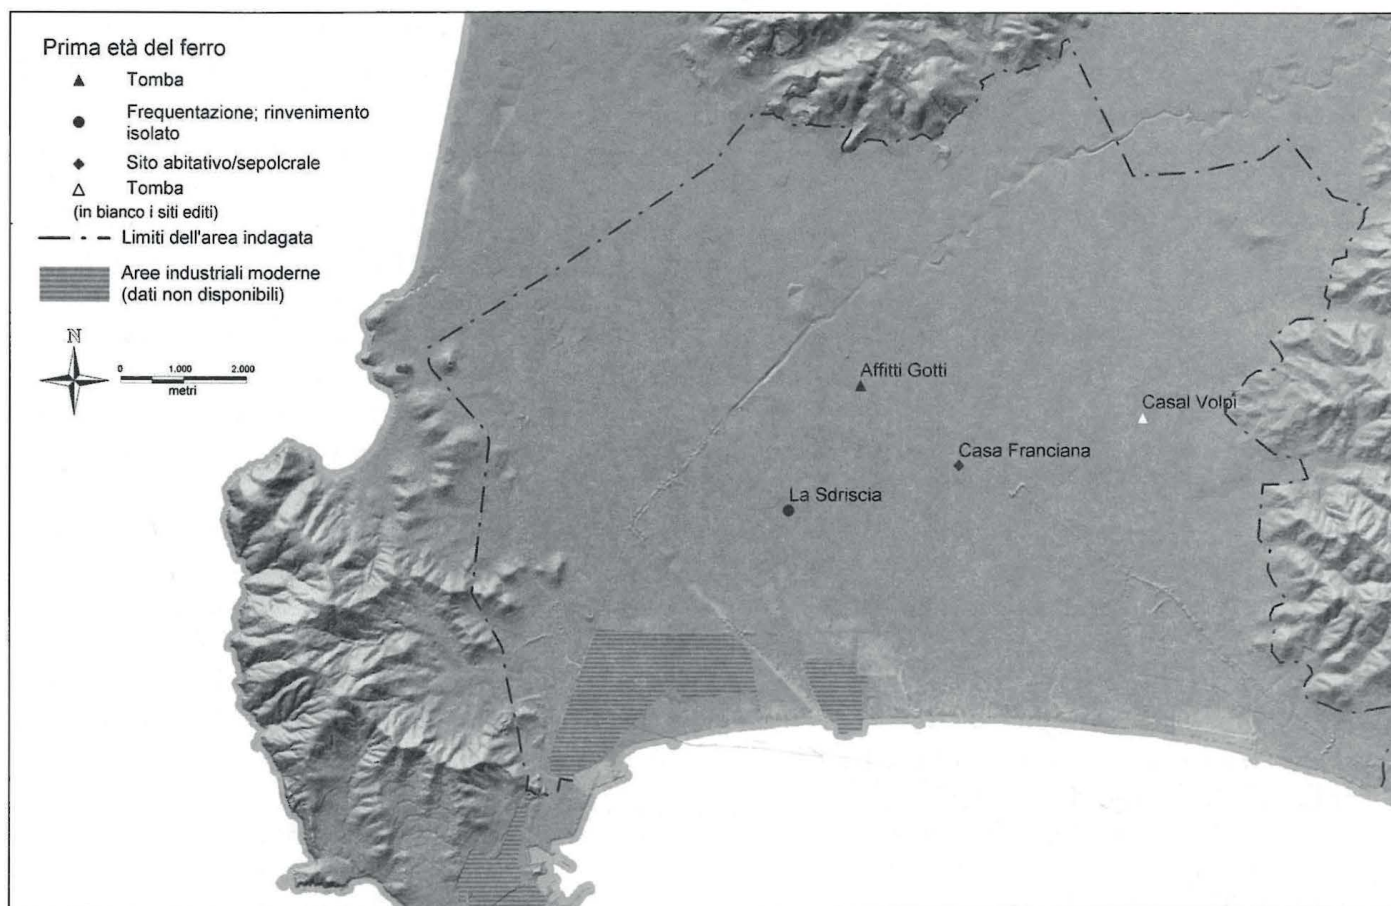 Prima età del ferro
Tomba
Frequentazione; rinvenimento
isolato
Sito abitativo/sepolcrale
Tomba
(in bianco i siti editi)
Limiti dell'area indagata
Aree industriali moderne
(dati non disponibili)
N
0 1.000 2.000
metri
Affitti Gotti
Casal Volpi
Casa Franciana
La Sdriscia